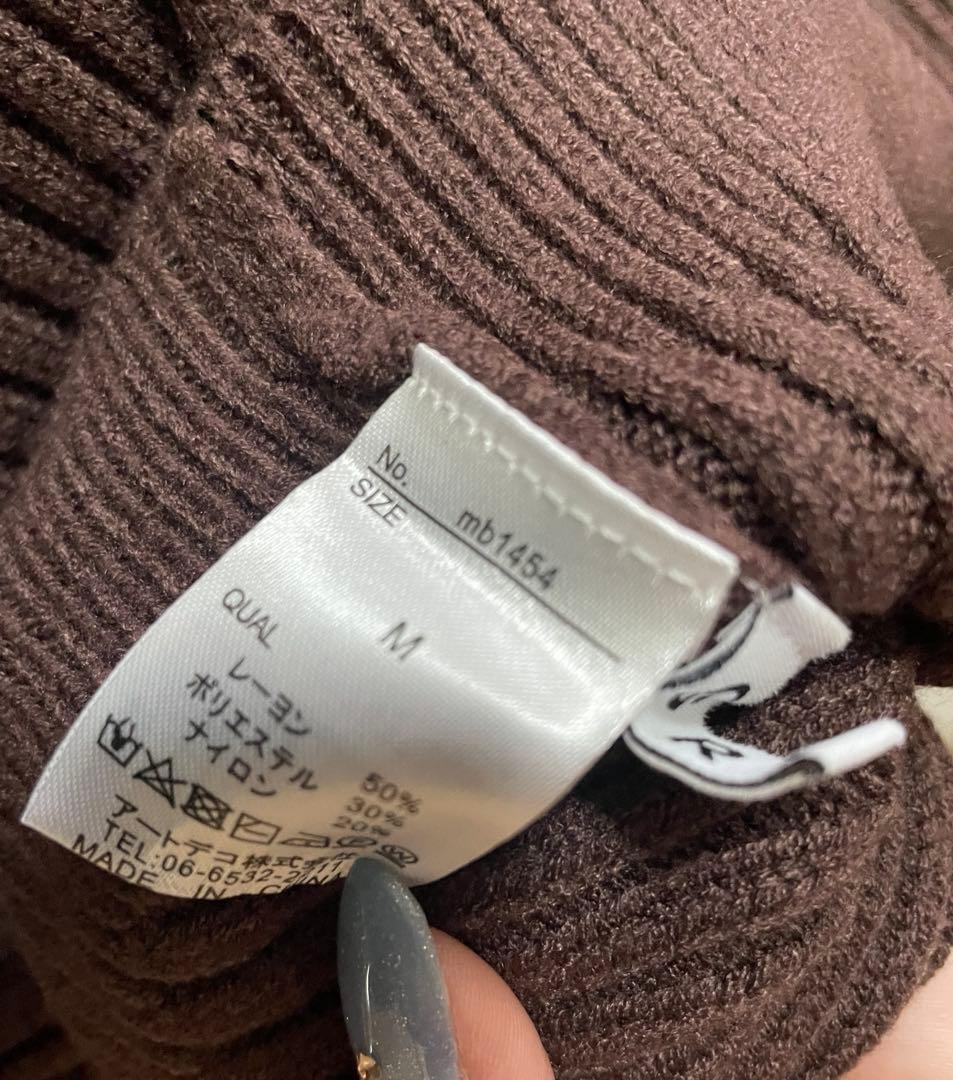 No. mb1454
SIZE M
QUAL
レーヨン 50%
ポリエステル 30%
ナイロン 20%
アートデコ株式
TEL:06-6532-2
MADE IN